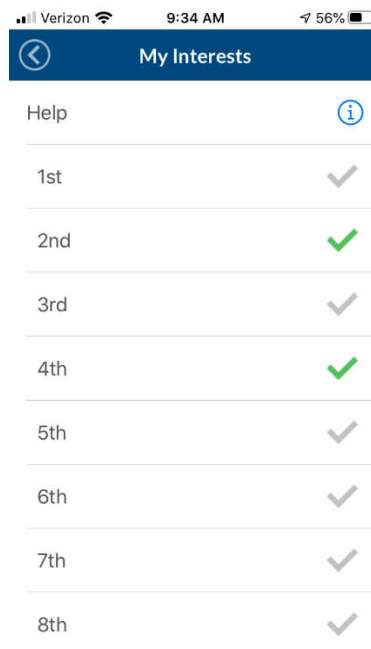 Verizon 9:34 AM 56%
My Interests
Help
1st
2nd
3rd
4th
5th
6th
7th
8th